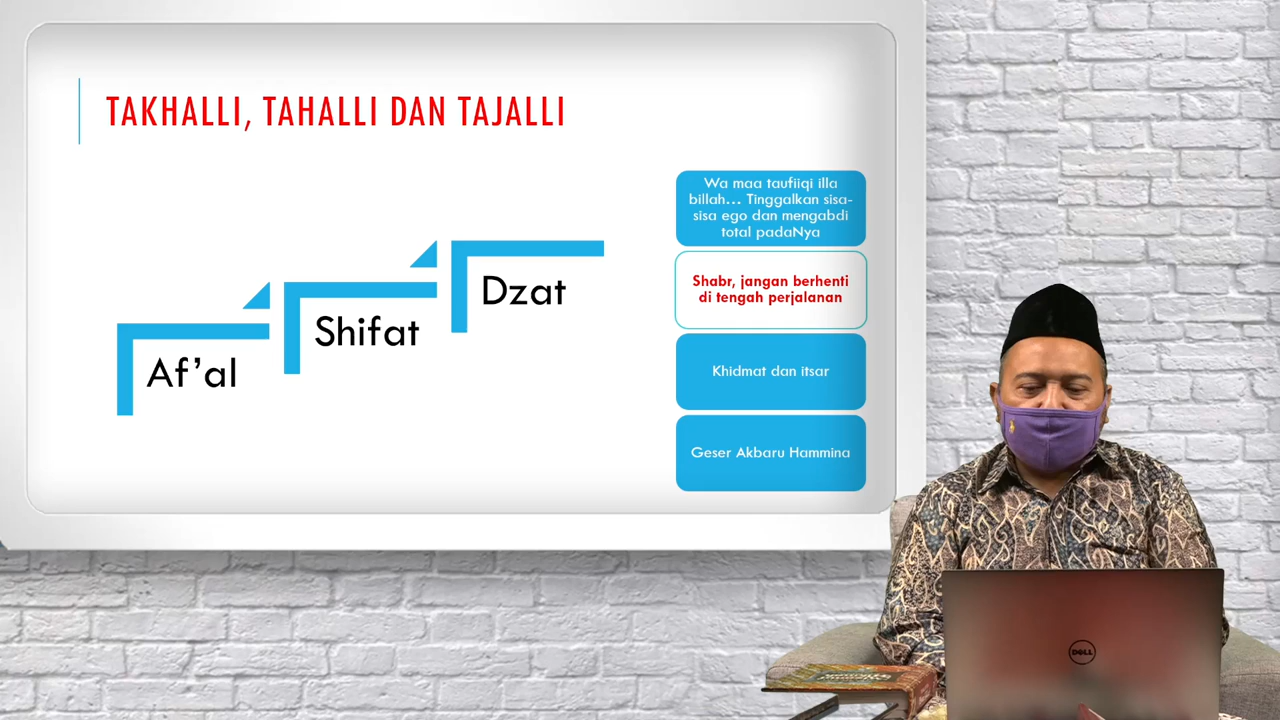 TAKHALLI, TAHALLI DAN TAJALLI
Af’al
Shifat
Dzat
Wa maa taufiiqi illa
billah... Tinggalkan sisa-
sisa ego dan mengabdi
total padaNya
Shabr, jangan berhenti
di tengah perjalanan
Khidmat dan itsar
Geser Akbaru Hammina
DELL